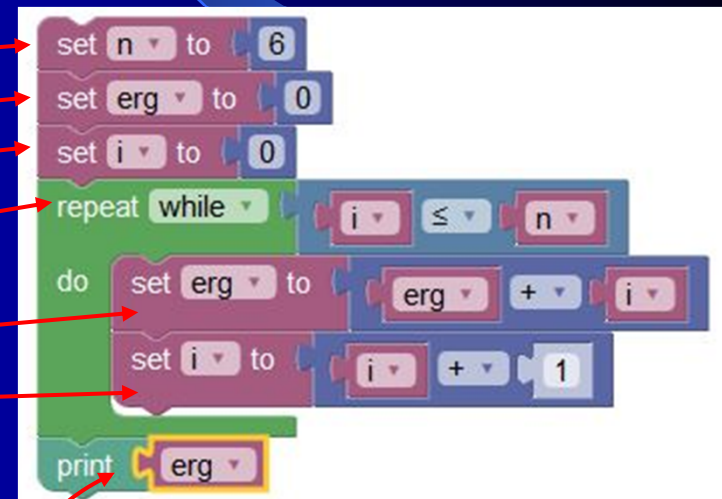 set n to 6
set erg to 0
set i to 0
repeat while i ≤ n
do set erg to erg + i
set i to i + 1
print erg